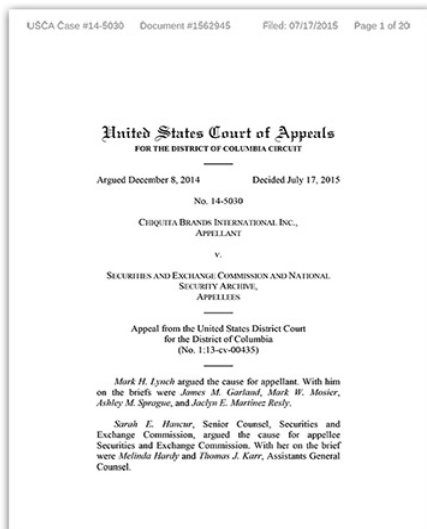 USCA Case #14-5030 Document #1562945 Filed: 07/17/2015 Page 1 of 20
United States Court of Appeals
FOR THE DISTRICT OF COLUMBIA CIRCUIT
Argued December 8, 2014 Decided July 17, 2015
No. 14-5030
CHIQUITA BRANDS INTERNATIONAL INC.,
APPELLANT
v.
SECURITIES AND EXCHANGE COMMISSION AND NATIONAL
SECURITY ARCHIVE,
APPELLEES
Appeal from the United States District Court
for the District of Columbia
(No. 1:13-cv-00435)
Mark H. Lynch argued the cause for appellant. With him
on the briefs were James M. Garland, Mark W. Mosier,
Ashley M. Sprague, and Jaclyn E. Martínez Resly.
Sarah E. Hancur, Senior Counsel, Securities and
Exchange Commission, argued the cause for appellee
Securities and Exchange Commission. With her on the brief
were Melinda Hardy and Thomas J. Karr, Assistants General
Counsel.